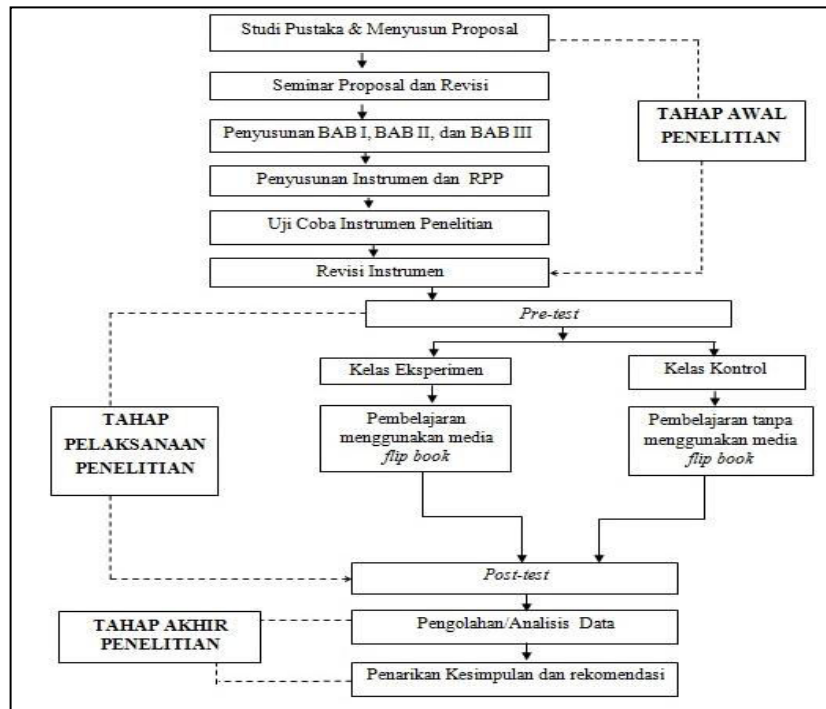 Studi Pustaka & Menyusun Proposal
Seminar Proposal dan Revisi
TAHAP AWAL
PENELITIAN
Penyusunan BAB I, BAB II, dan BAB III
Penyusunan Instrumen dan RPP
Uji Coba Instrumen Penelitian
Revisi Instrumen
Pre-test
Kelas Eksperimen
Kelas Kontrol
TAHAP
PELAKSANAAN
PENELITIAN
Pembelajaran
menggunakan media
flip book
Pembelajaran tanpa
menggunakan media
flip book
Post-test
TAHAP AKHIR
PENELITIAN
Pengolahan/Analisis Data
Penarikan Kesimpulan dan rekomendasi